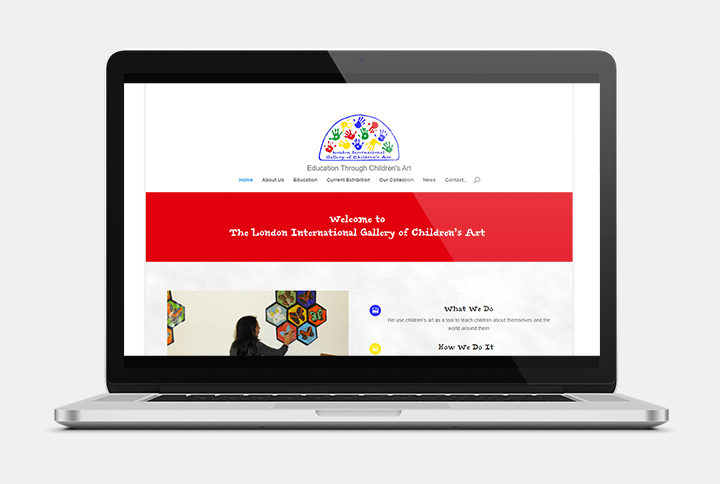 London International
Gallery of Children's Art
Education Through Children's Art
Home About Us Education Current Exhibition Our Collection News Contact..
Welcome to
The London International Gallery of Children's Art
What We Do
We use children's art as a tool to teach children about themselves and the
world around them.
How We Do It